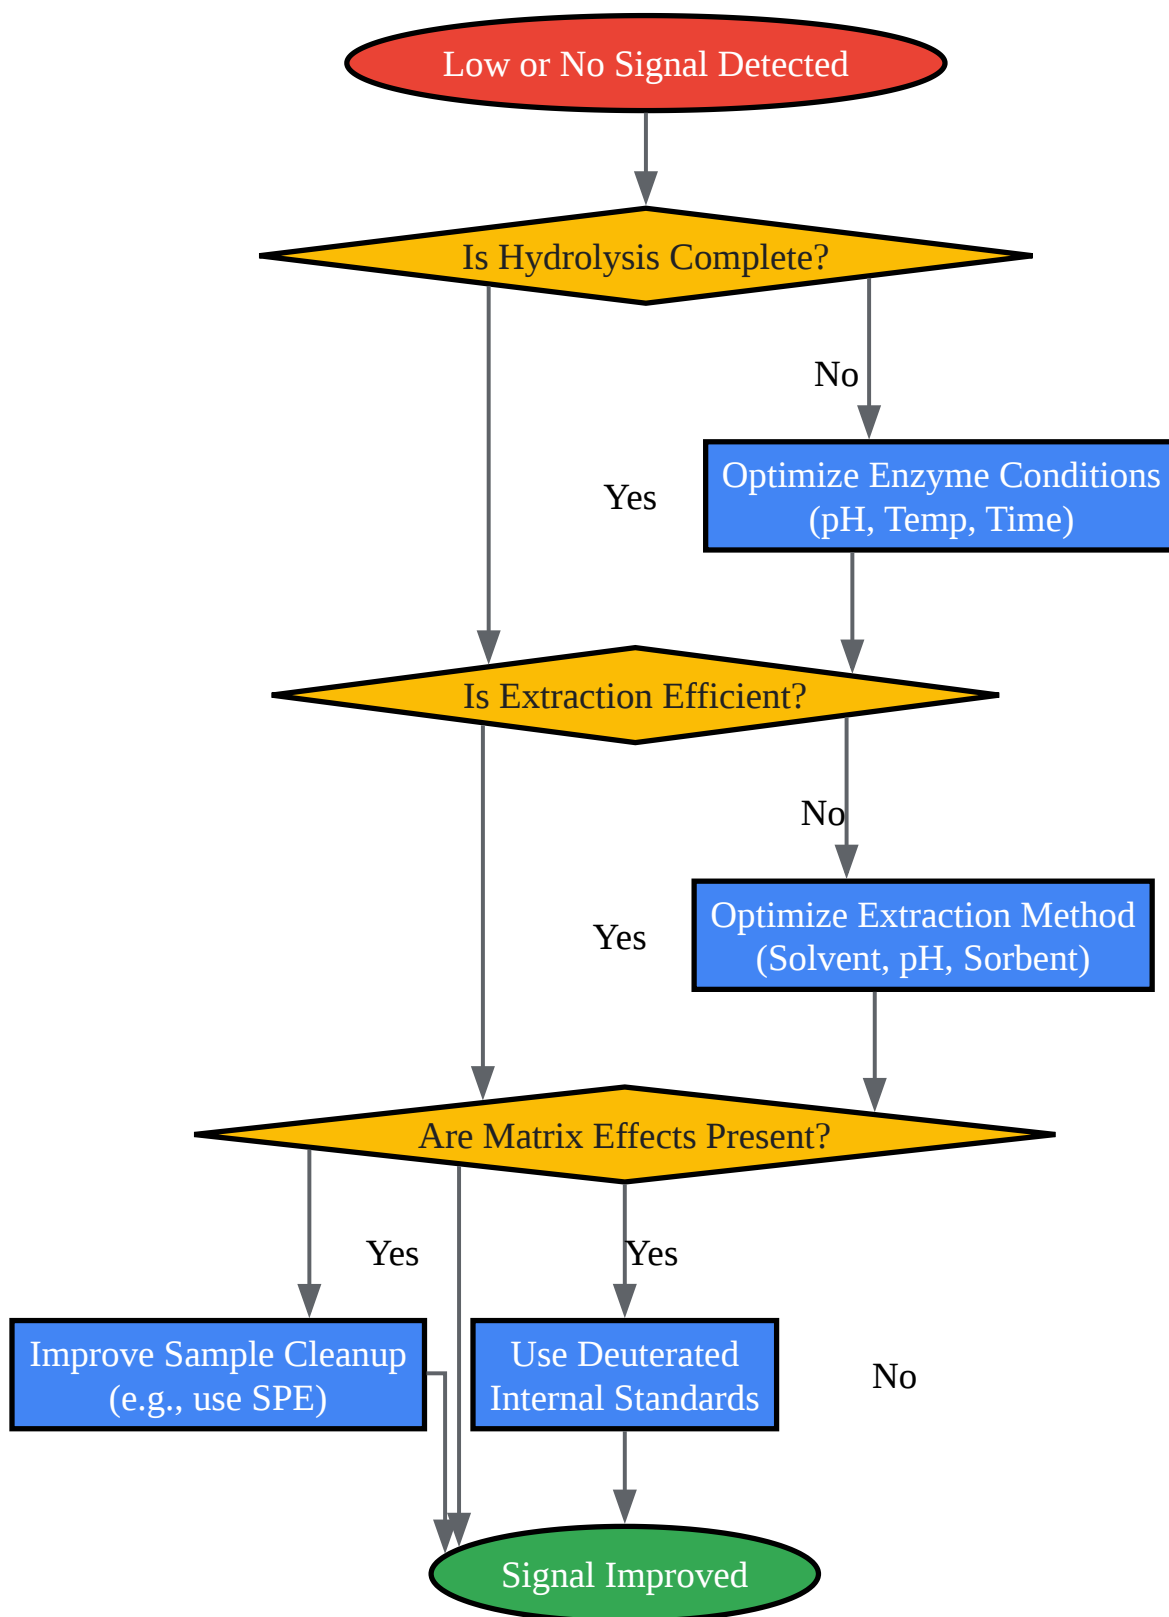 Low or No Signal Detected
Is Hydrolysis Complete?
No
Optimize Enzyme Conditions
(pH, Temp, Time)
Yes
Is Extraction Efficient?
No
Optimize Extraction Method
(Solvent, pH, Sorbent)
Yes
Are Matrix Effects Present?
Yes
Yes
Improve Sample Cleanup
(e.g., use SPE)
Use Deuterated
Internal Standards
No
Signal Improved